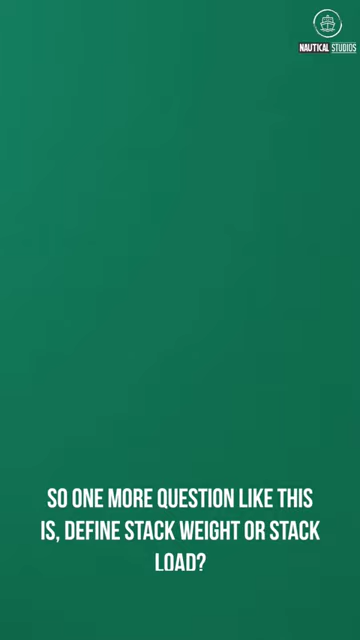 NAUTICAL STUDIOS
SO ONE MORE QUESTION LIKE THIS
IS, DEFINE STACK WEIGHT OR STACK
LOAD?